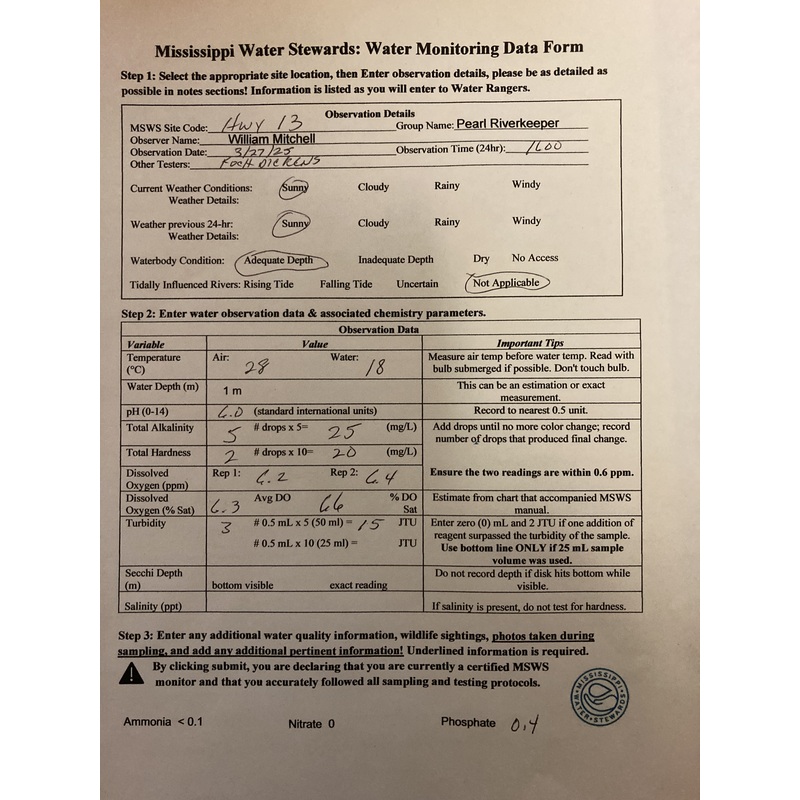 Mississippi Water Stewards: Water Monitoring Data Form
Step 1: Select the appropriate site location, then Enter observation details, please be as detailed as
possible in notes sections! Information is listed as you will enter to Water Rangers.
Observation Details
MSWS Site Code: Hwy 13 Group Name: Pearl Riverkeeper
Observer Name: William Mitchell
Observation Date: 3/27/25 Observation Time (24hr): 1600
Other Testers: Foch Dickens
Current Weather Conditions: Sunny Cloudy Rainy Windy
Weather Details:
Weather previous 24-hr: Sunny Cloudy Rainy Windy
Weather Details:
Waterbody Condition: Adequate Depth Inadequate Depth Dry No Access
Tidally Influenced Rivers: Rising Tide Falling Tide Uncertain Not Applicable
Step 2: Enter water observation data & associated chemistry parameters.
Observation Data
Variable Value Important Tips
Temperature (°C) Air: 28 Water: 18 Measure air temp before water temp. Read with
bulb submerged if possible. Don't touch bulb.
Water Depth (m) 1 m This can be an estimation or exact
measurement.
pH (0-14) 6.0 (standard international units) Record to nearest 0.5 unit.
Total Alkalinity 5 # drops x 5= 25 (mg/L) Add drops until no more color change; record
number of drops that produced final change.
Total Hardness 2 # drops x 10= 20 (mg/L)
Dissolved
Oxygen (ppm) Rep 1: 6.2 Rep 2: 6.4 Ensure the two readings are within 0.6 ppm.
Dissolved
Oxygen (% Sat) 6.3 Avg DO 66 % DO
Sat Estimate from chart that accompanied MSWS
manual.
Turbidity 3 # 0.5 mL x 5 (50 ml) = 15 JTU Enter zero (0) mL and 2 JTU if one addition of
reagent surpassed the turbidity of the sample.
# 0.5 mL x 10 (25 ml) = JTU Use bottom line ONLY if 25 mL sample
volume was used.
Secchi Depth
(m) bottom visible exact reading Do not record depth if disk hits bottom while
visible.
Salinity (ppt) If salinity is present, do not test for hardness.
Step 3: Enter any additional water quality information, wildlife sightings, photos taken during
sampling, and add any additional pertinent information! Underlined information is required.
By clicking submit, you are declaring that you are currently a certified MSWS
monitor and that you accurately followed all sampling and testing protocols.
MISSISSIPPI WATER STEWARDS
Ammonia < 0.1 Nitrate 0 Phosphate 0.4